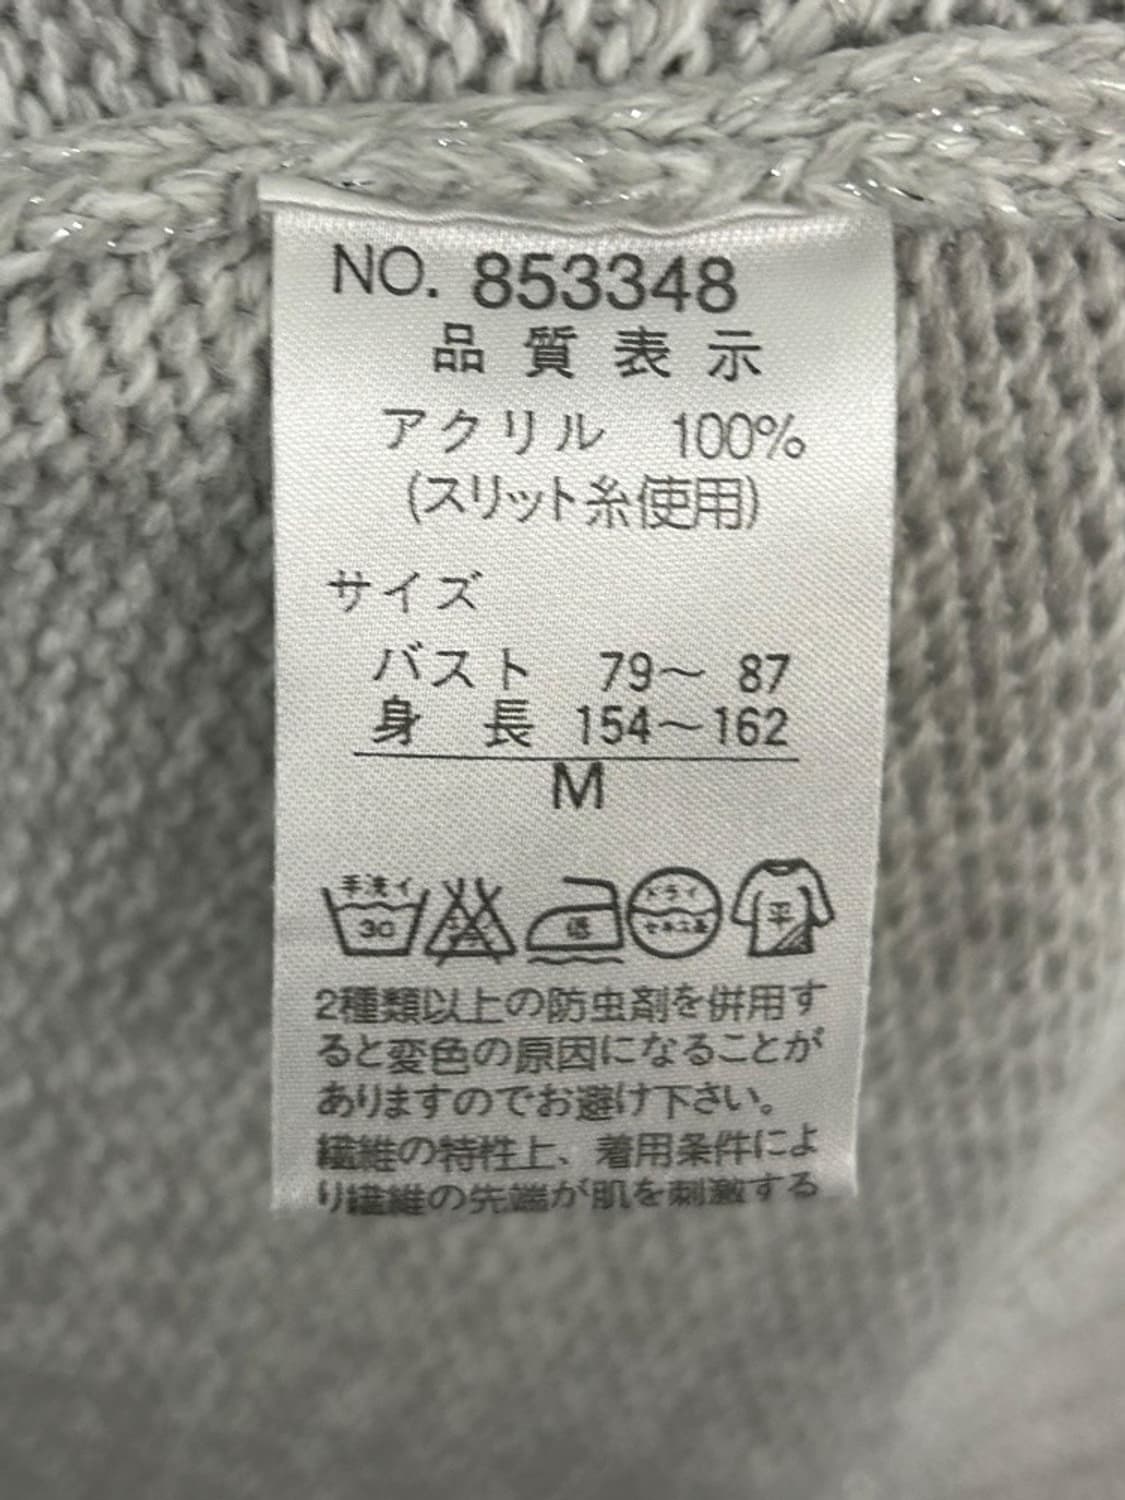 NO. 853348
品質表示
アクリル 100%
(スリット糸使用)
サイズ
バスト 79〜 87
身 長 154〜162
M
手洗イ
30
低
ドライ
セキユ系
平
2種類以上の防虫剤を併用す
ると変色の原因になることが
ありますのでお避け下さい。
繊維の特性上、着用条件によ
り繊維の先端が肌を刺激する